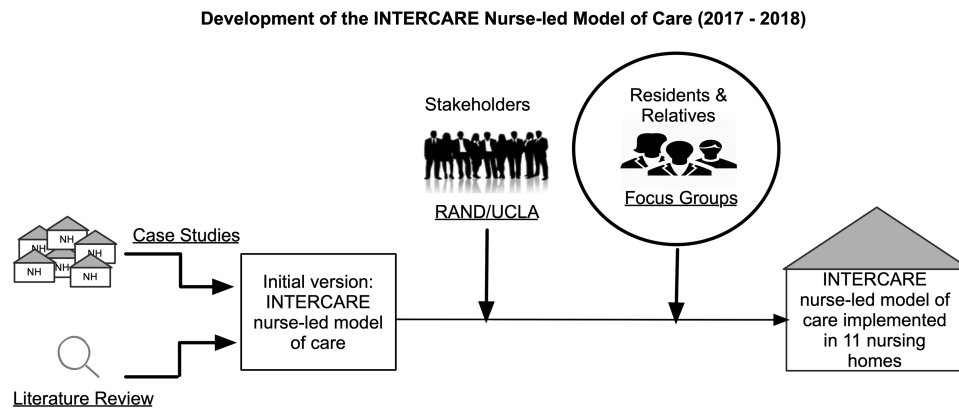 Development of the INTERCARE Nurse-led Model of Care (2017 - 2018)
Stakeholders
RAND/UCLA
Residents &
Relatives
Focus Groups
Case Studies
NH
NH
NH
NH
NH
NH
Literature Review
Initial version:
INTERCARE
nurse-led model
of care
INTERCARE
nurse-led model of
care implemented
in 11 nursing
homes